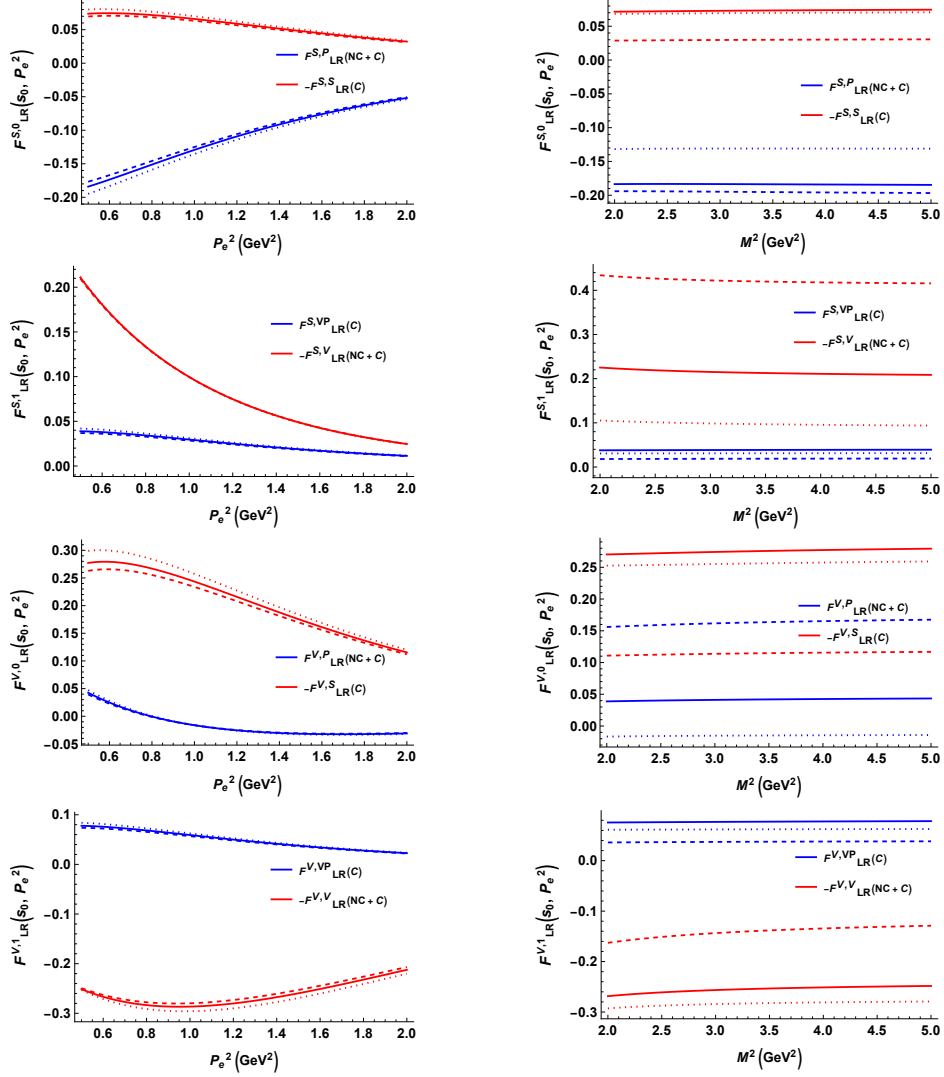 0.05
0.00
−0.05
−0.10
−0.15
−0.20
0.6 0.8 1.0 1.2 1.4 1.6 1.8 2.0
P_e^2 (GeV^2)
F^{S,0}_{LR}(s_0, P_e^2)
F^{S,P}_{LR}(NC + C)
−F^{S,S}_{LR}(C)
0.05
0.00
−0.05
−0.10
−0.15
−0.20
2.0 2.5 3.0 3.5 4.0 4.5 5.0
M^2 (GeV^2)
F^{S,0}_{LR}(s_0, P_e^2)
F^{S,P}_{LR}(NC + C)
−F^{S,S}_{LR}(C)
0.20
0.15
0.10
0.05
0.00
0.6 0.8 1.0 1.2 1.4 1.6 1.8 2.0
P_e^2 (GeV^2)
F^{S,1}_{LR}(s_0, P_e^2)
F^{S,VP}_{LR}(C)
−F^{S,V}_{LR}(NC + C)
0.4
0.3
0.2
0.1
0.0
2.0 2.5 3.0 3.5 4.0 4.5 5.0
M^2 (GeV^2)
F^{S,1}_{LR}(s_0, P_e^2)
F^{S,VP}_{LR}(C)
−F^{S,V}_{LR}(NC + C)
0.30
0.25
0.20
0.15
0.10
0.05
0.00
−0.05
0.6 0.8 1.0 1.2 1.4 1.6 1.8 2.0
P_e^2 (GeV^2)
F^{V,0}_{LR}(s_0, P_e^2)
F^{V,P}_{LR}(NC + C)
−F^{V,S}_{LR}(C)
0.25
0.20
0.15
0.10
0.05
0.00
2.0 2.5 3.0 3.5 4.0 4.5 5.0
M^2 (GeV^2)
F^{V,0}_{LR}(s_0, P_e^2)
F^{V,P}_{LR}(NC + C)
−F^{V,S}_{LR}(C)
0.1
0.0
−0.1
−0.2
−0.3
0.6 0.8 1.0 1.2 1.4 1.6 1.8 2.0
P_e^2 (GeV^2)
F^{V,1}_{LR}(s_0, P_e^2)
F^{V,VP}_{LR}(C)
−F^{V,V}_{LR}(NC + C)
0.0
−0.1
−0.2
−0.3
2.0 2.5 3.0 3.5 4.0 4.5 5.0
M^2 (GeV^2)
F^{V,1}_{LR}(s_0, P_e^2)
F^{V,VP}_{LR}(C)
−F^{V,V}_{LR}(NC + C)